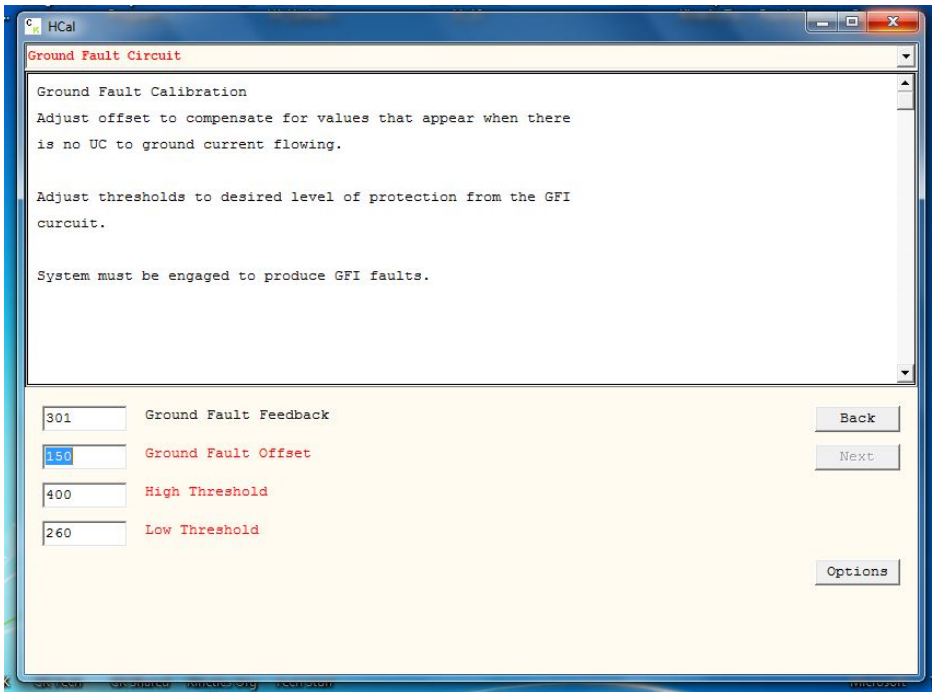 HCal
Ground Fault Circuit
Ground Fault Calibration
Adjust offset to compensate for values that appear when there
is no UC to ground current flowing.
Adjust thresholds to desired level of protection from the GFI
curcuit.
System must be engaged to produce GFI faults.
301 Ground Fault Feedback Back
150 Ground Fault Offset Next
400 High Threshold
260 Low Threshold
Options